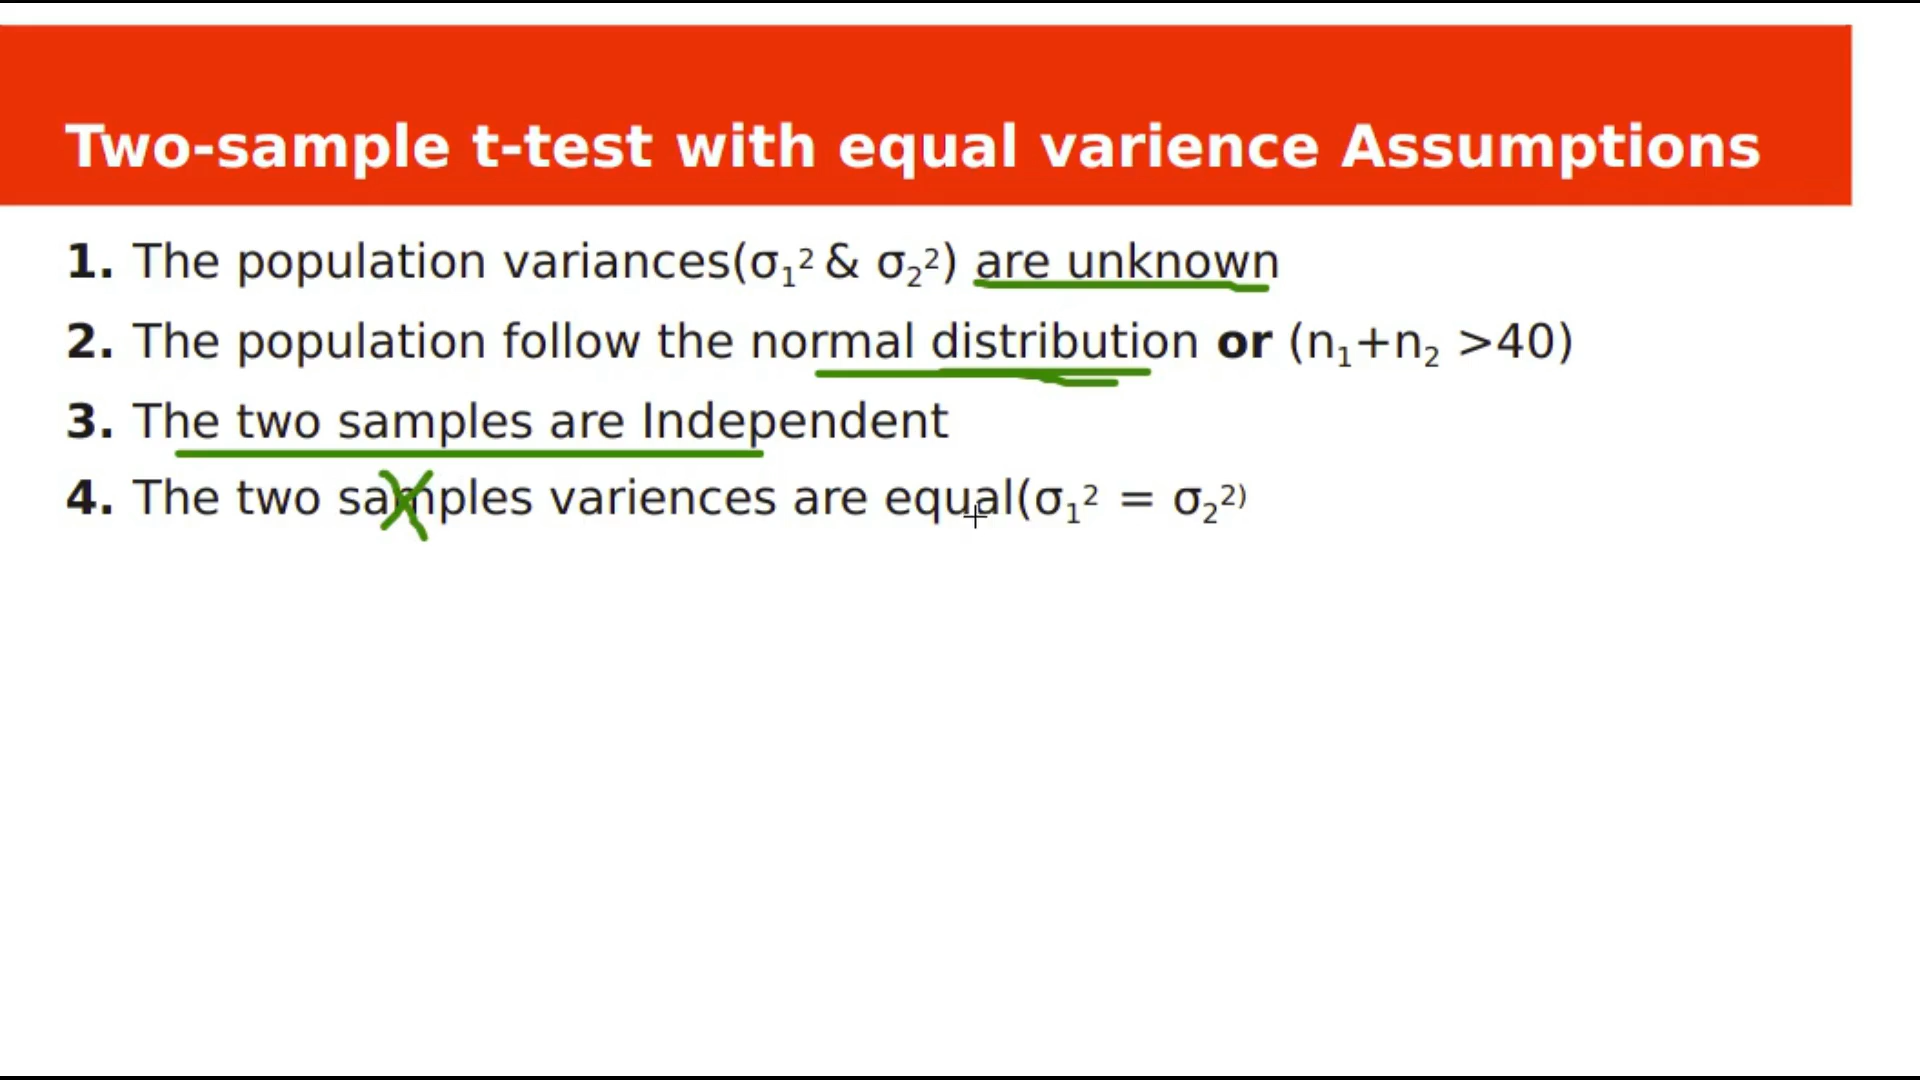 Two-sample t-test with equal varience Assumptions
1. The population variances(σ₁² & σ₂²) are unknown
2. The population follow the normal distribution or (n₁+n₂ >40)
3. The two samples are Independent
4. The two samples variences are equal(σ₁² = σ₂²⁾